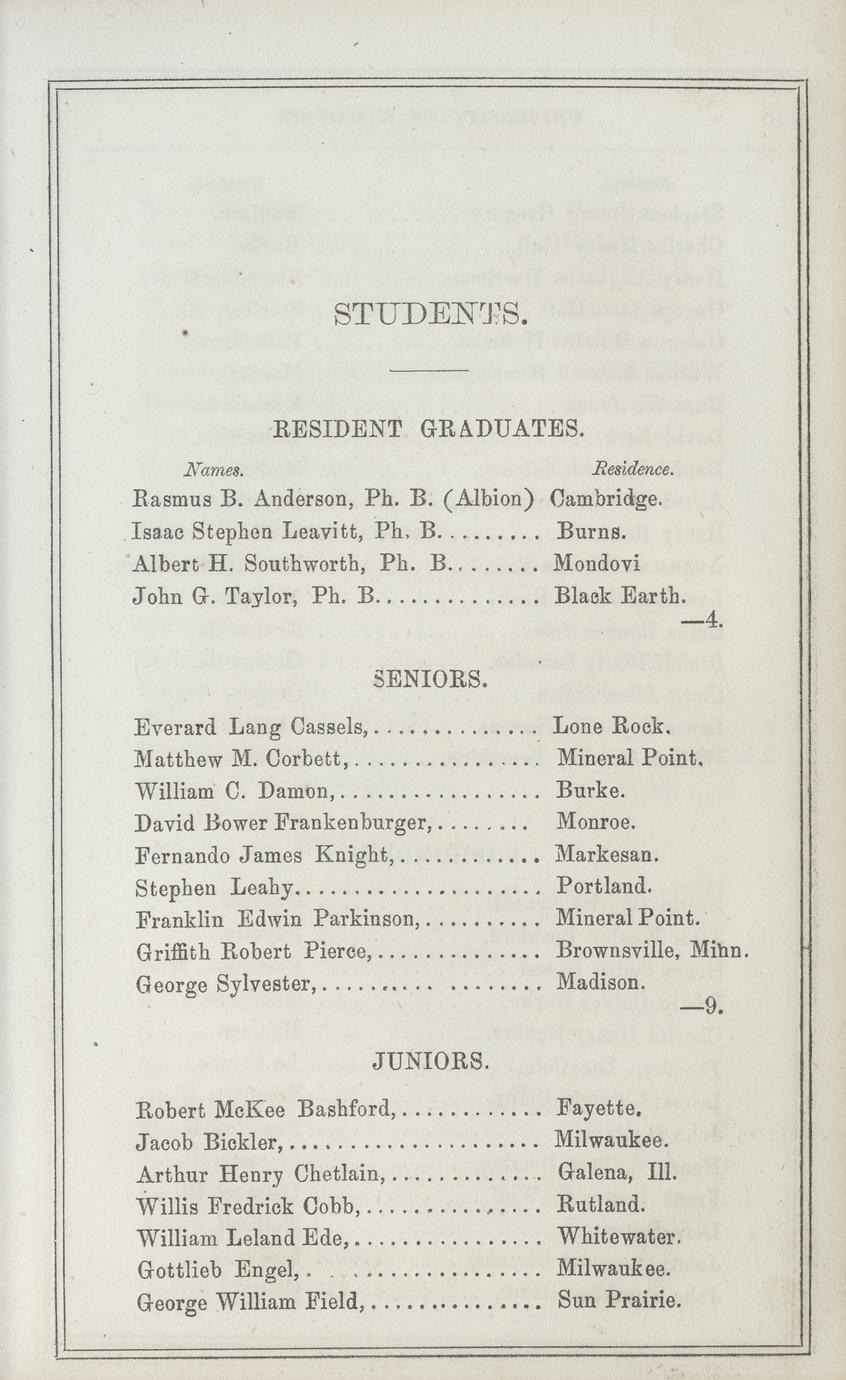 STUDENTS.
RESIDENT GRADUATES.
Names. Residence.
Rasmus B. Anderson, Ph. B. (Albion) Cambridge.
Isaac Stephen Leavitt, Ph. B.......... Burns.
Albert H. Southworth, Ph. B........ Mondovi
John G. Taylor, Ph. B.............. Black Earth.
—4.
SENIORS.
Everard Lang Cassels,.............. Lone Rock.
Matthew M. Corbett,................ Mineral Point.
William C. Damon,................. Burke.
David Bower Frankenburger,........ Monroe.
Fernando James Knight,............ Markesan.
Stephen Leahy..................... Portland.
Franklin Edwin Parkinson,.......... Mineral Point.
Griffith Robert Pierce,.............. Brownsville, Minn.
George Sylvester,.......... ........ Madison.
—9.
JUNIORS.
Robert McKee Bashford,............ Fayette.
Jacob Bickler,...................... Milwaukee.
Arthur Henry Chetlain,............. Galena, Ill.
Willis Fredrick Cobb,............... Rutland.
William Leland Ede,................ Whitewater.
Gottlieb Engel,. . ................ Milwaukee.
George William Field,............... Sun Prairie.